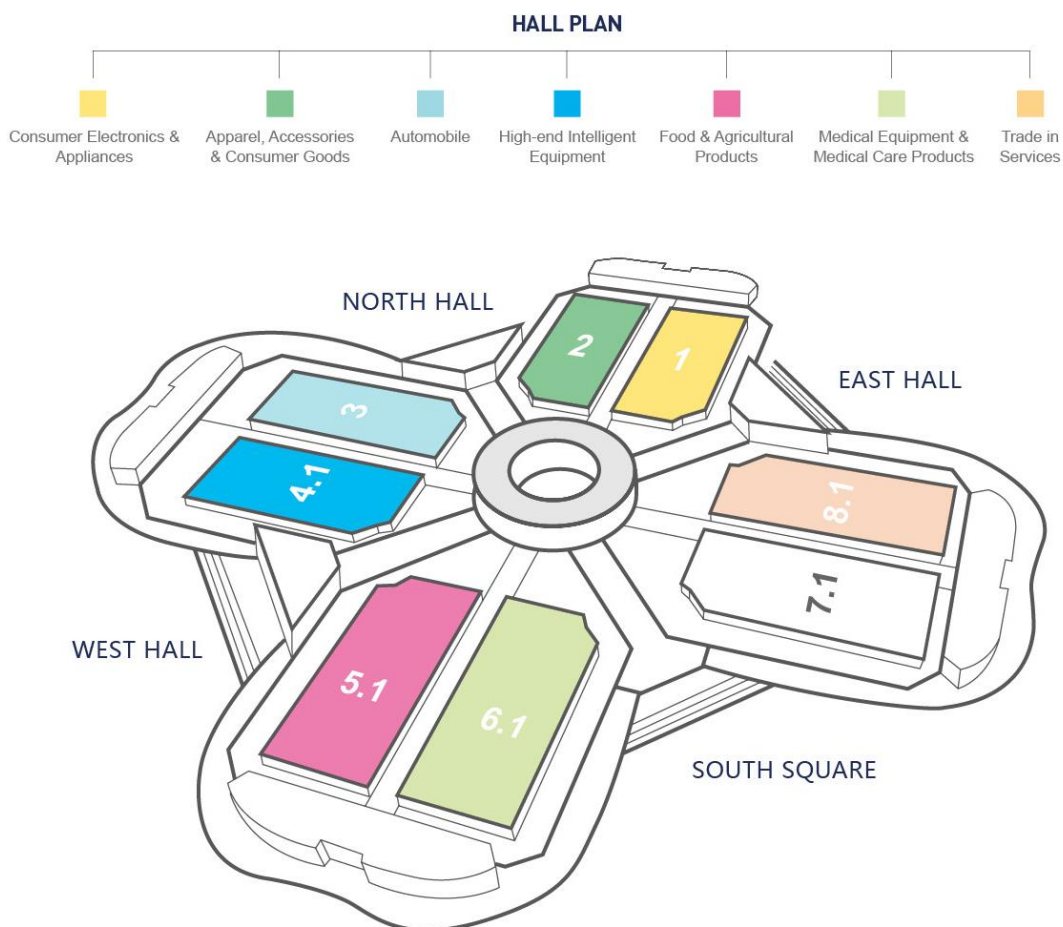 HALL PLAN
Consumer Electronics &
Appliances
Apparel, Accessories
& Consumer Goods
Automobile
High-end Intelligent
Equipment
Food & Agricultural
Products
Medical Equipment &
Medical Care Products
Trade in
Services
NORTH HALL
2
1
EAST HALL
3
4.1
8.1
7.1
WEST HALL
5.1
6.1
SOUTH SQUARE